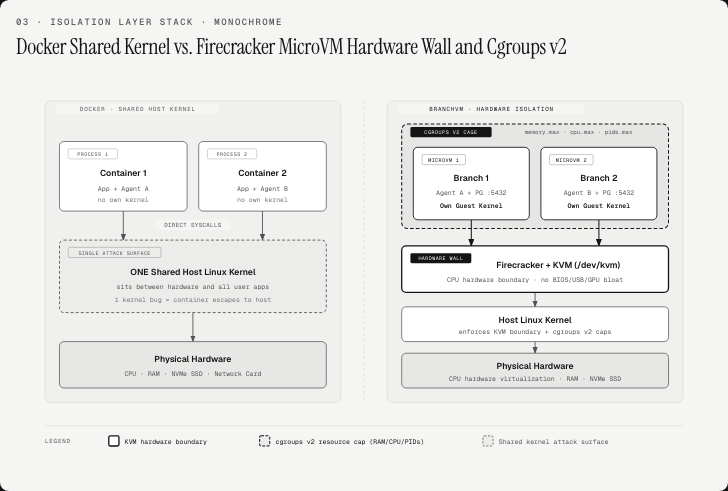 03 · ISOLATION LAYER STACK · MONOCHROME
Docker Shared Kernel vs. Firecracker MicroVM Hardware Wall and Cgroups v2
DOCKER · SHARED HOST KERNEL
PROCESS 1
Container 1
App + Agent A
no own kernel
PROCESS 2
Container 2
App + Agent B
no own kernel
DIRECT SYSCALLS
SINGLE ATTACK SURFACE
ONE Shared Host Linux Kernel
sits between hardware and all user apps
1 kernel bug = container escapes to host
Physical Hardware
CPU · RAM · NVMe SSD · Network Card
BRANCHVM · HARDWARE ISOLATION
CGROUPS V2 CAGE
memory.max · cpu.max · pids.max
MICROVM 1
Branch 1
Agent A + PG :5432
Own Guest Kernel
MICROVM 2
Branch 2
Agent B + PG :5432
Own Guest Kernel
HARDWARE WALL
Firecracker + KVM (/dev/kvm)
CPU hardware boundary · no BIOS/USB/GPU bloat
Host Linux Kernel
enforces KVM boundary + cgroups v2 caps
Physical Hardware
CPU hardware virtualization · RAM · NVMe SSD
LEGEND
KVM hardware boundary
cgroups v2 resource cap (RAM/CPU/PIDs)
Shared kernel attack surface